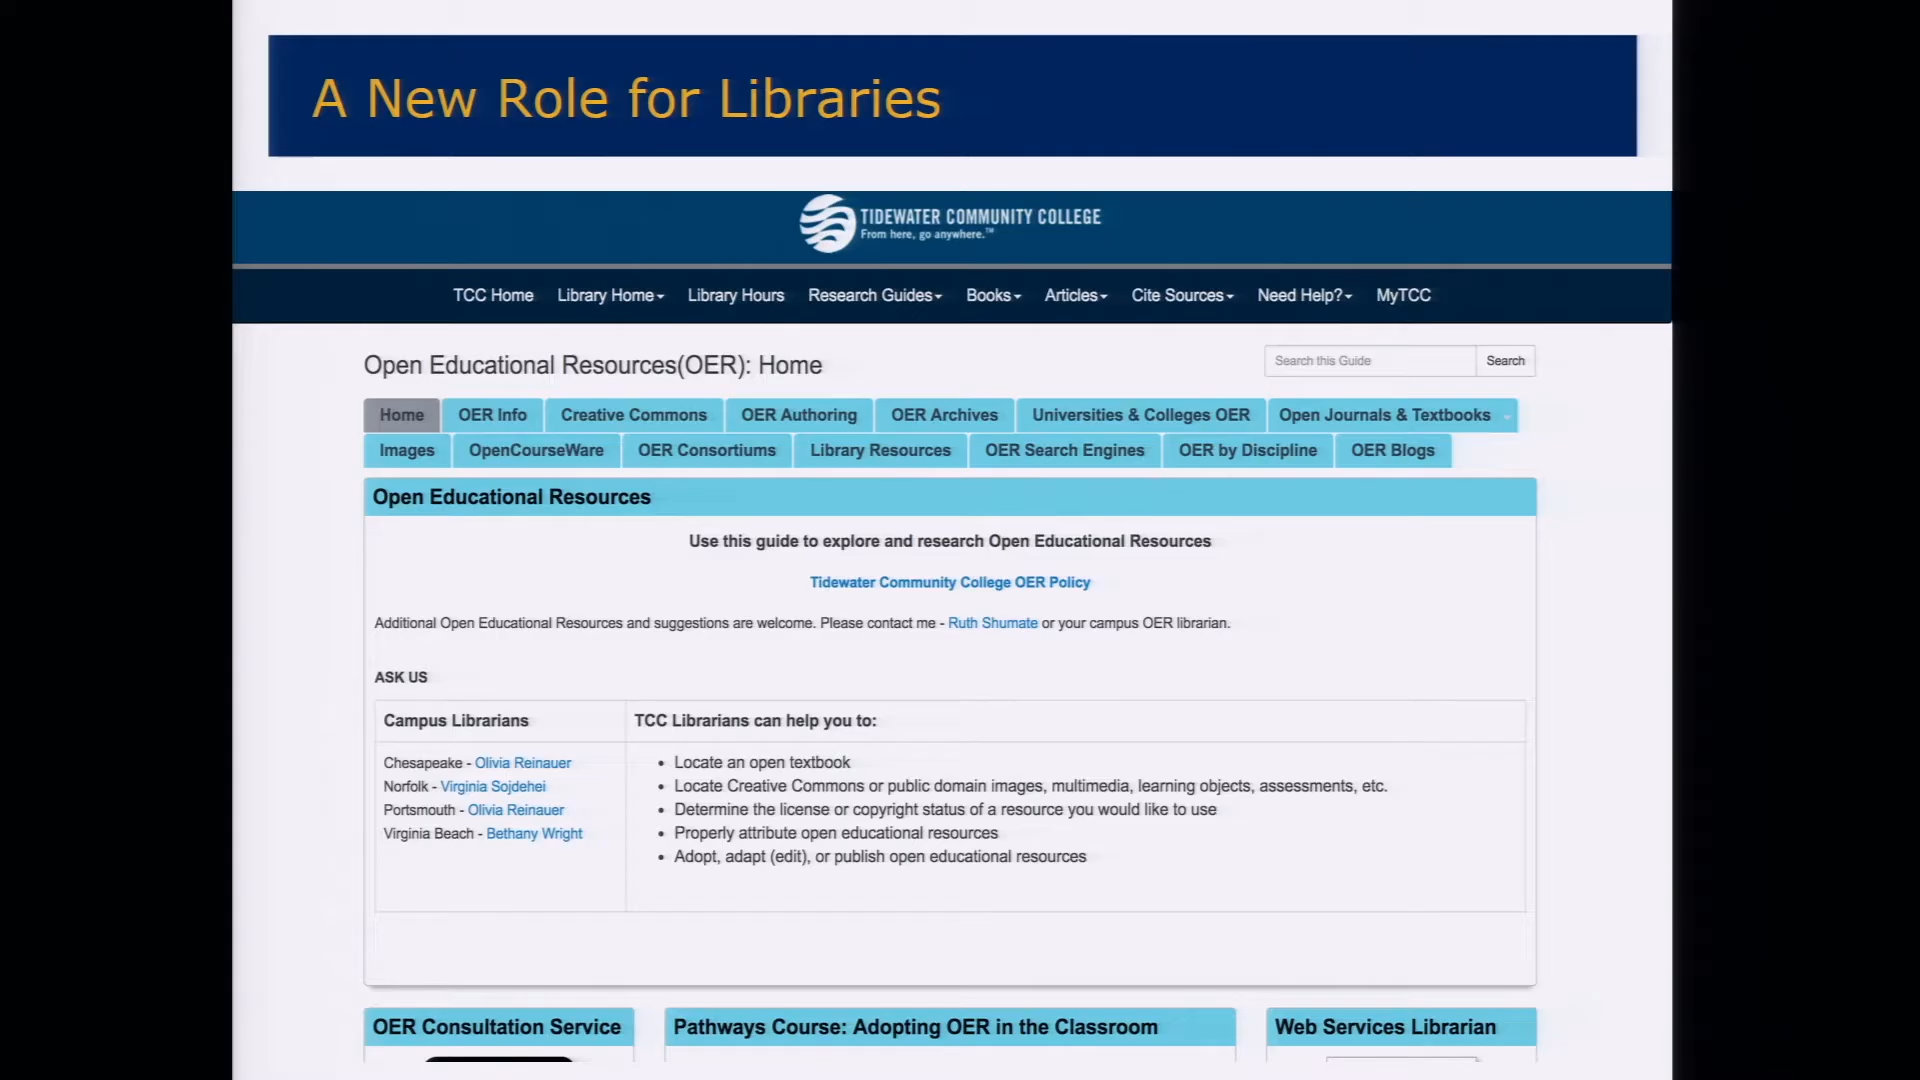 A New Role for Libraries
TIDEWATER COMMUNITY COLLEGE
From here, go anywhere.™
TCC Home Library Home Library Hours Research Guides Books Articles Cite Sources Need Help? MyTCC
Open Educational Resources(OER): Home
Search this Guide Search
Home OER Info Creative Commons OER Authoring OER Archives Universities & Colleges OER Open Journals & Textbooks
Images OpenCourseWare OER Consortiums Library Resources OER Search Engines OER by Discipline OER Blogs
Open Educational Resources
Use this guide to explore and research Open Educational Resources
Tidewater Community College OER Policy
Additional Open Educational Resources and suggestions are welcome. Please contact me - Ruth Shumate or your campus OER librarian.
ASK US
Campus Librarians
Chesapeake - Olivia Reinauer
Norfolk - Virginia Sojdehei
Portsmouth - Olivia Reinauer
Virginia Beach - Bethany Wright
TCC Librarians can help you to:
• Locate an open textbook
• Locate Creative Commons or public domain images, multimedia, learning objects, assessments, etc.
• Determine the license or copyright status of a resource you would like to use
• Properly attribute open educational resources
• Adopt, adapt (edit), or publish open educational resources
OER Consultation Service
Pathways Course: Adopting OER in the Classroom
Web Services Librarian